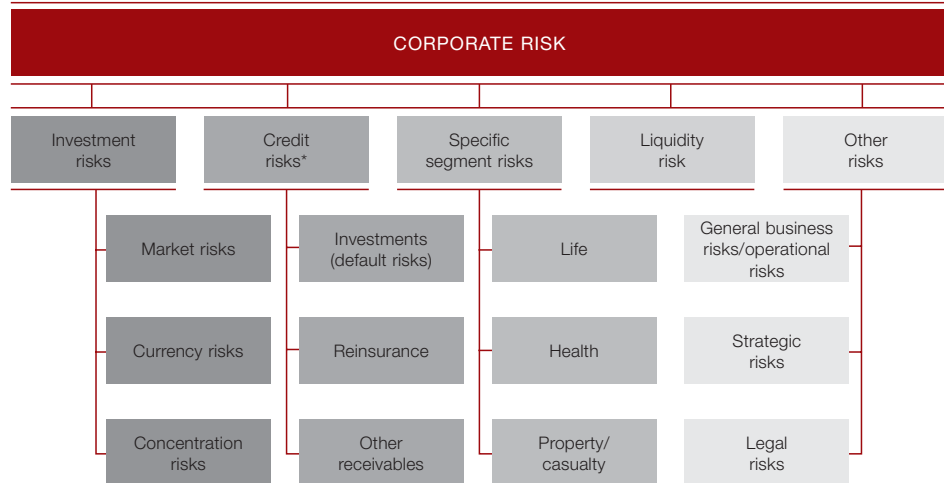 CORPORATE RISK
Investment
risks
Credit
risks*
Specific
segment risks
Liquidity
risk
Other
risks
Market risks
Investments
(default risks)
Life
General business
risks/operational
risks
Currency risks
Reinsurance
Health
Strategic
risks
Concentration
risks
Other
receivables
Property/
casualty
Legal
risks